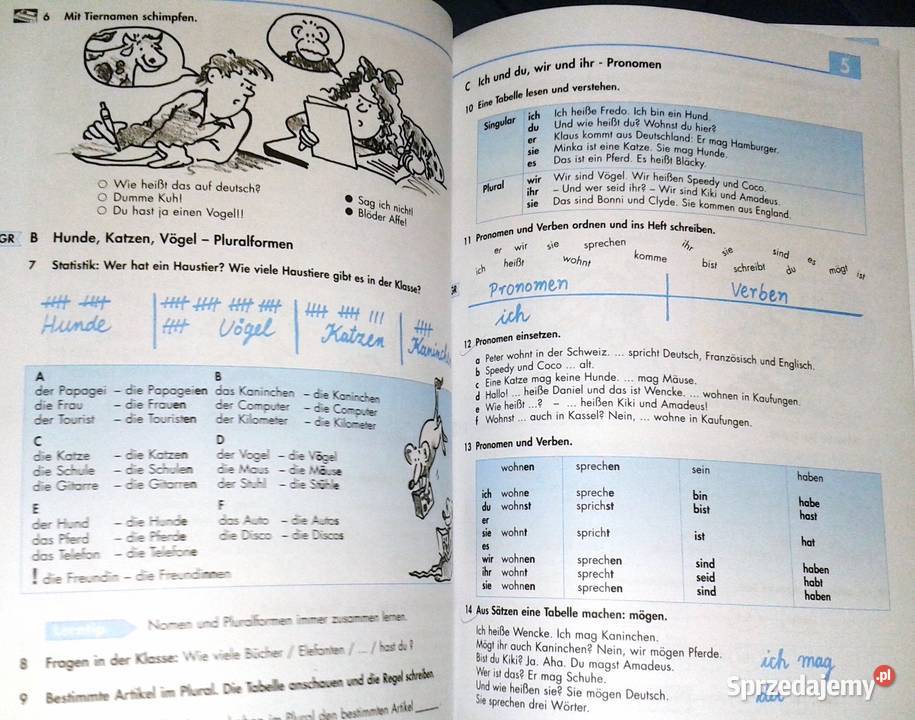 6 Mit Tiernamen schimpfen.
○ Wie heißt das auf deutsch?
○ Dumme Kuh!
○ Du hast ja einen Vogel!!
● Sag ich nicht!
● Blöder Affe!
GR B Hunde, Katzen, Vögel – Pluralformen
7 Statistik: Wer hat ein Haustier? Wie viele Haustiere gibt es in der Klasse?
Hunde Vögel Katzen Kaninch
A B
der Papagei – die Papageien das Kaninchen – die Kaninchen
die Frau – die Frauen der Computer – die Computer
der Tourist – die Touristen der Kilometer – die Kilometer
C D
die Katze – die Katzen der Vogel – die Vögel
die Schule – die Schulen die Maus – die Mäuse
die Gitarre – die Gitarren der Stuhl – die Stühle
E F
der Hund – die Hunde das Auto – die Autos
das Pferd – die Pferde die Disco – die Discos
das Telefon – die Telefone
! die Freundin – die Freundinnen
Lerntip Nomen und Pluralformen immer zusammen lernen.
8 Fragen in der Klasse: Wie viele Bücher / Elefanten / ... / hast du?
9 Bestimmte Artikel im Plural. Die Tabelle anschauen und die Regel schreiben.
im Plural den bestimmten Artikel
C Ich und du, wir und ihr - Pronomen
5
10 Eine Tabelle lesen und verstehen.
Singular ich Ich heiße Fredo. Ich bin ein Hund.
du Und wie heißt du? Wohnst du hier?
er Klaus kommt aus Deutschland. Er mag Hamburger.
sie Minka ist eine Katze. Sie mag Hunde.
es Das ist ein Pferd. Es heißt Blacky.
Plural wir Wir sind Vögel. Wir heißen Speedy und Coco.
ihr – Und wer seid ihr? – Wir sind Kiki und Amadeus.
sie Das sind Bonni und Clyde. Sie kommen aus England.
11 Pronomen und Verben ordnen und ins Heft schreiben.
er wir sie sprechen ihr sie sind es ist
ich heißt wohnt komme bist schreibt du mögt
Pronomen Verben
ich
12 Pronomen einsetzen.
a Peter wohnt in der Schweiz. ... spricht Deutsch, Französisch und Englisch.
b Speedy und Coco ... alt.
c Eine Katze mag keine Hunde. ... mag Mäuse.
d Hallo! ... heiße Daniel und das ist Wencke. ... wohnen in Kaufungen.
e Wie heißt ...? – ... heißen Kiki und Amadeus!
f Wohnst ... auch in Kassel? Nein, ... wohne in Kaufungen.
13 Pronomen und Verben.
wohnen sprechen sein haben
ich wohne spreche bin habe
du wohnst sprichst bist hast
er
sie wohnt spricht ist hat
es
wir wohnen sprechen sind haben
ihr wohnt sprecht seid habt
sie wohnen sprechen sind haben
14 Aus Sätzen eine Tabelle machen: mögen.
Ich heiße Wencke. Ich mag Kaninchen.
Mögt ihr auch Kaninchen? Nein, wir mögen Pferde.
Bist du Kiki? Ja. Aha. Du magst Amadeus.
Wer ist das? Er mag Schuhe.
Und wie heißen sie? Sie mögen Deutsch.
Sie sprechen drei Wörter.
ich mag
du
Sprzedajemy.pl